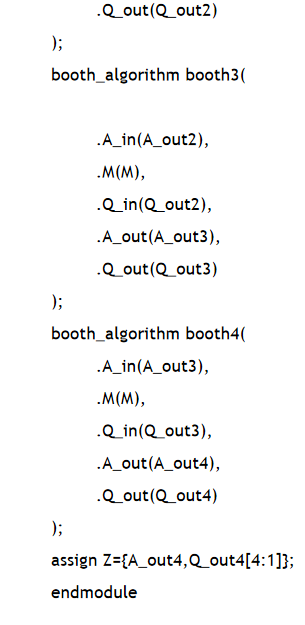 .Q_out(Q_out2)
);
booth_algorithm booth3(
.A_in(A_out2),
.M(M),
.Q_in(Q_out2),
.A_out(A_out3),
.Q_out(Q_out3)
);
booth_algorithm booth4(
.A_in(A_out3),
.M(M),
.Q_in(Q_out3),
.A_out(A_out4),
.Q_out(Q_out4)
);
assign Z={A_out4,Q_out4[4:1]};
endmodule